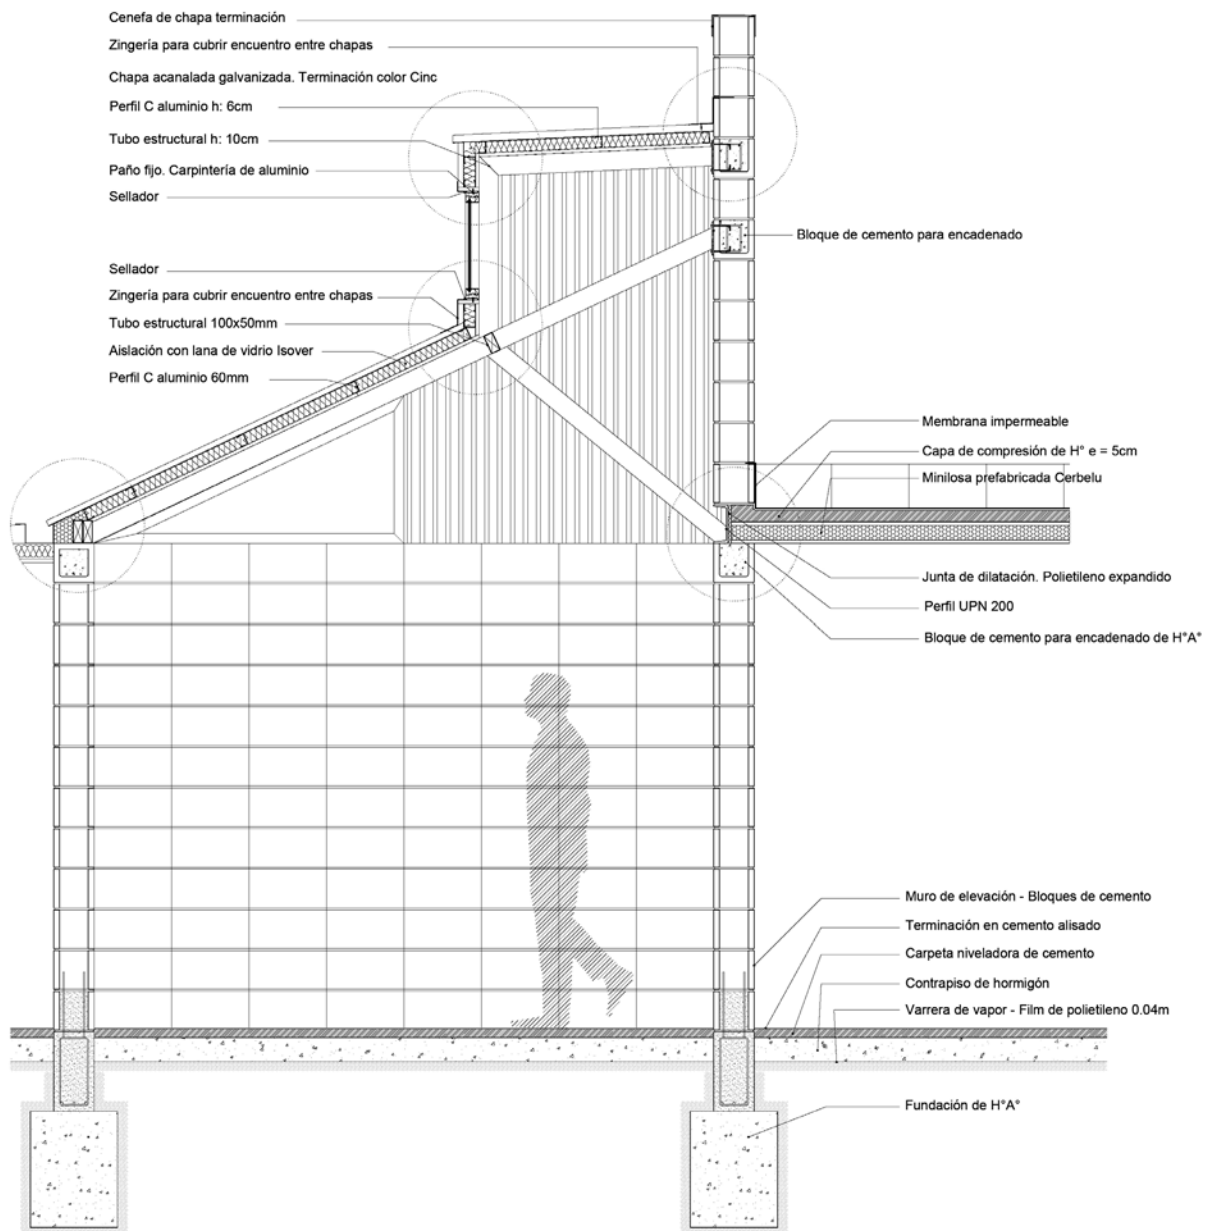 Cenefa de chapa terminación
Zingería para cubrir encuentro entre chapas
Chapa acanalada galvanizada. Terminación color Cinc
Perfil C aluminio h: 6cm
Tubo estructural h: 10cm
Paño fijo. Carpintería de aluminio
Sellador
Bloque de cemento para encadenado
Sellador
Zingería para cubrir encuentro entre chapas
Tubo estructural 100x50mm
Aislación con lana de vidrio Isover
Perfil C aluminio 60mm
Membrana impermeable
Capa de compresión de H° e = 5cm
Minilosa prefabricada Cerbelu
Junta de dilatación. Polietileno expandido
Perfil UPN 200
Bloque de cemento para encadenado de H°A°
Muro de elevación - Bloques de cemento
Terminación en cemento alisado
Carpeta niveladora de cemento
Contrapiso de hormigón
Varrera de vapor - Film de polietileno 0.04m
Fundación de H°A°